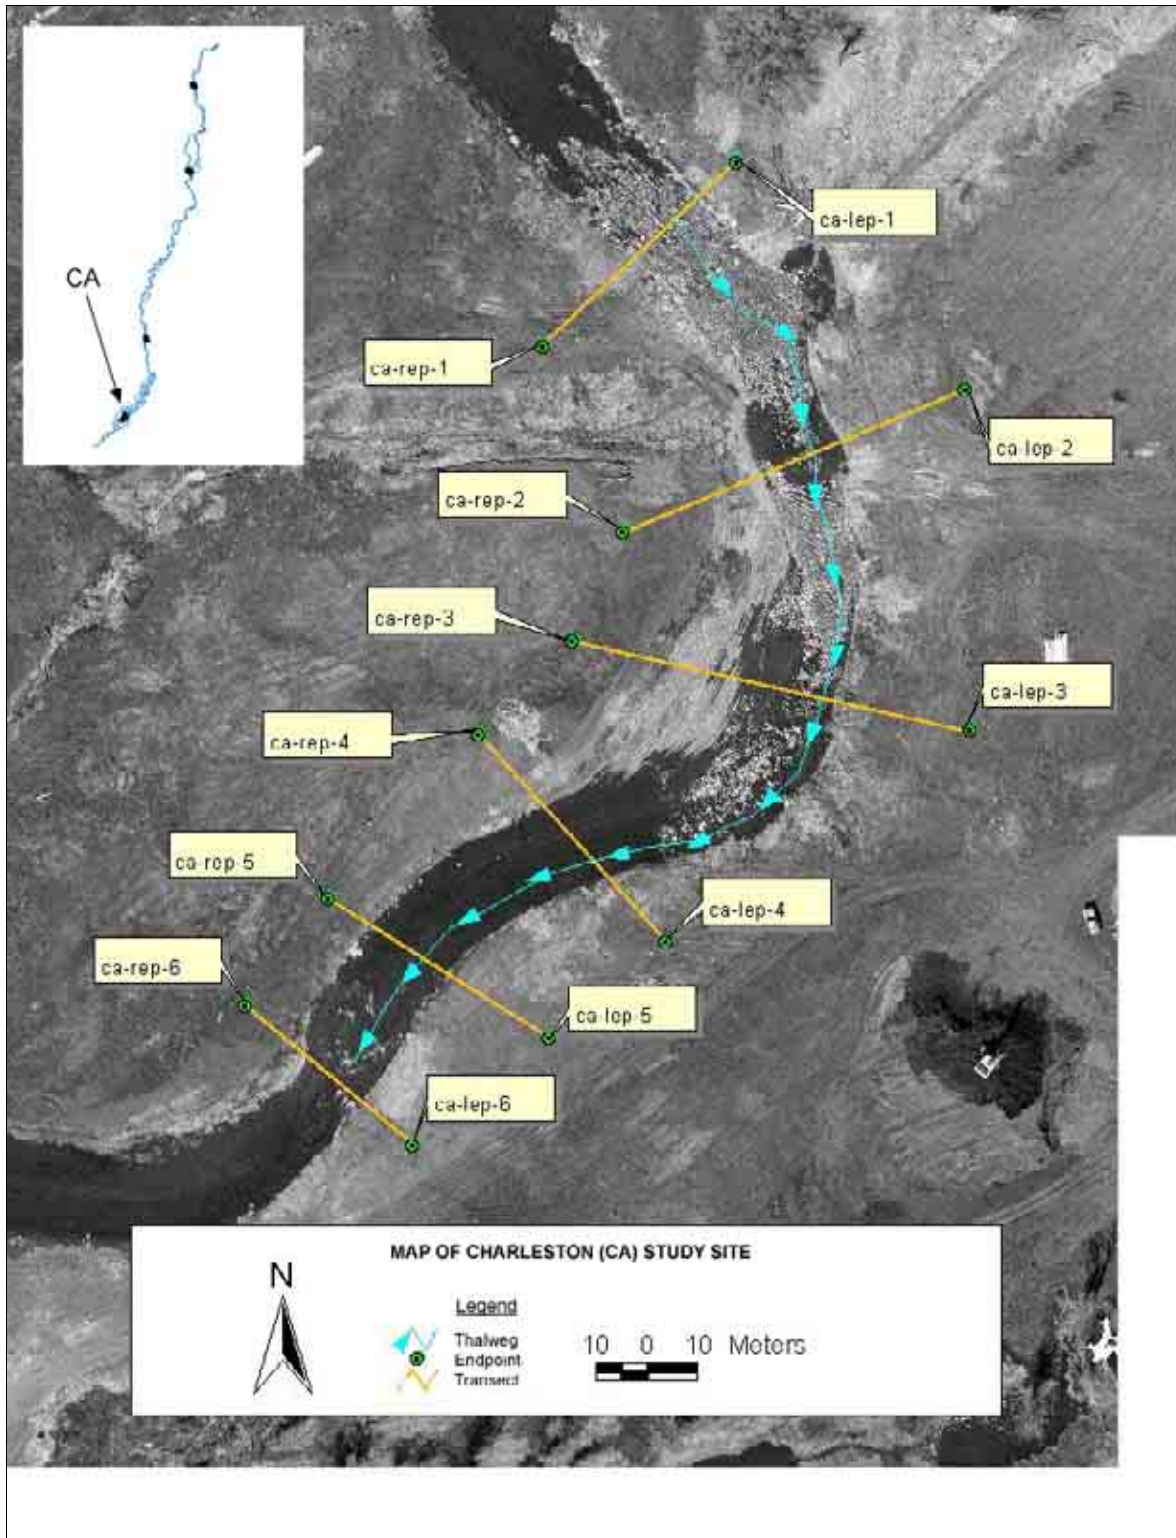 CA
ca-lep-1
ca-rep-1
ca-lep-2
ca-rep-2
ca-rep-3
ca-lep-3
ca-rep-4
ca-rep-5
ca-lep-4
ca-rep-6
ca-lep-5
ca-lep-6
MAP OF CHARLESTON (CA) STUDY SITE
N
Legend
Thalweg
Endpoint
Transect
10 0 10 Meters